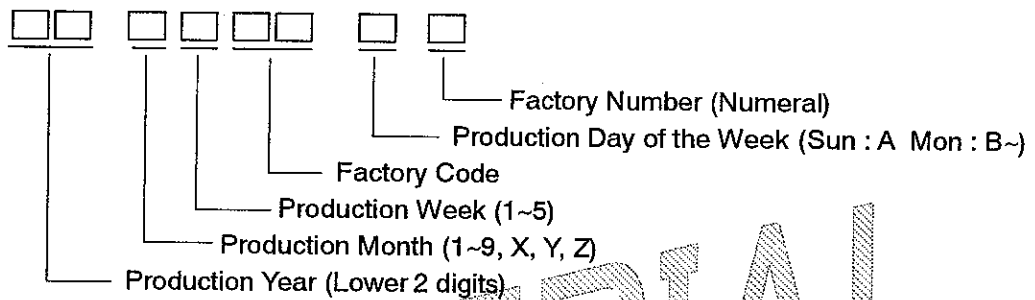 Factory Number (Numeral)
Production Day of the Week (Sun : A Mon : B~)
Factory Code
Production Week (1~5)
Production Month (1~9, X, Y, Z)
Production Year (Lower 2 digits)